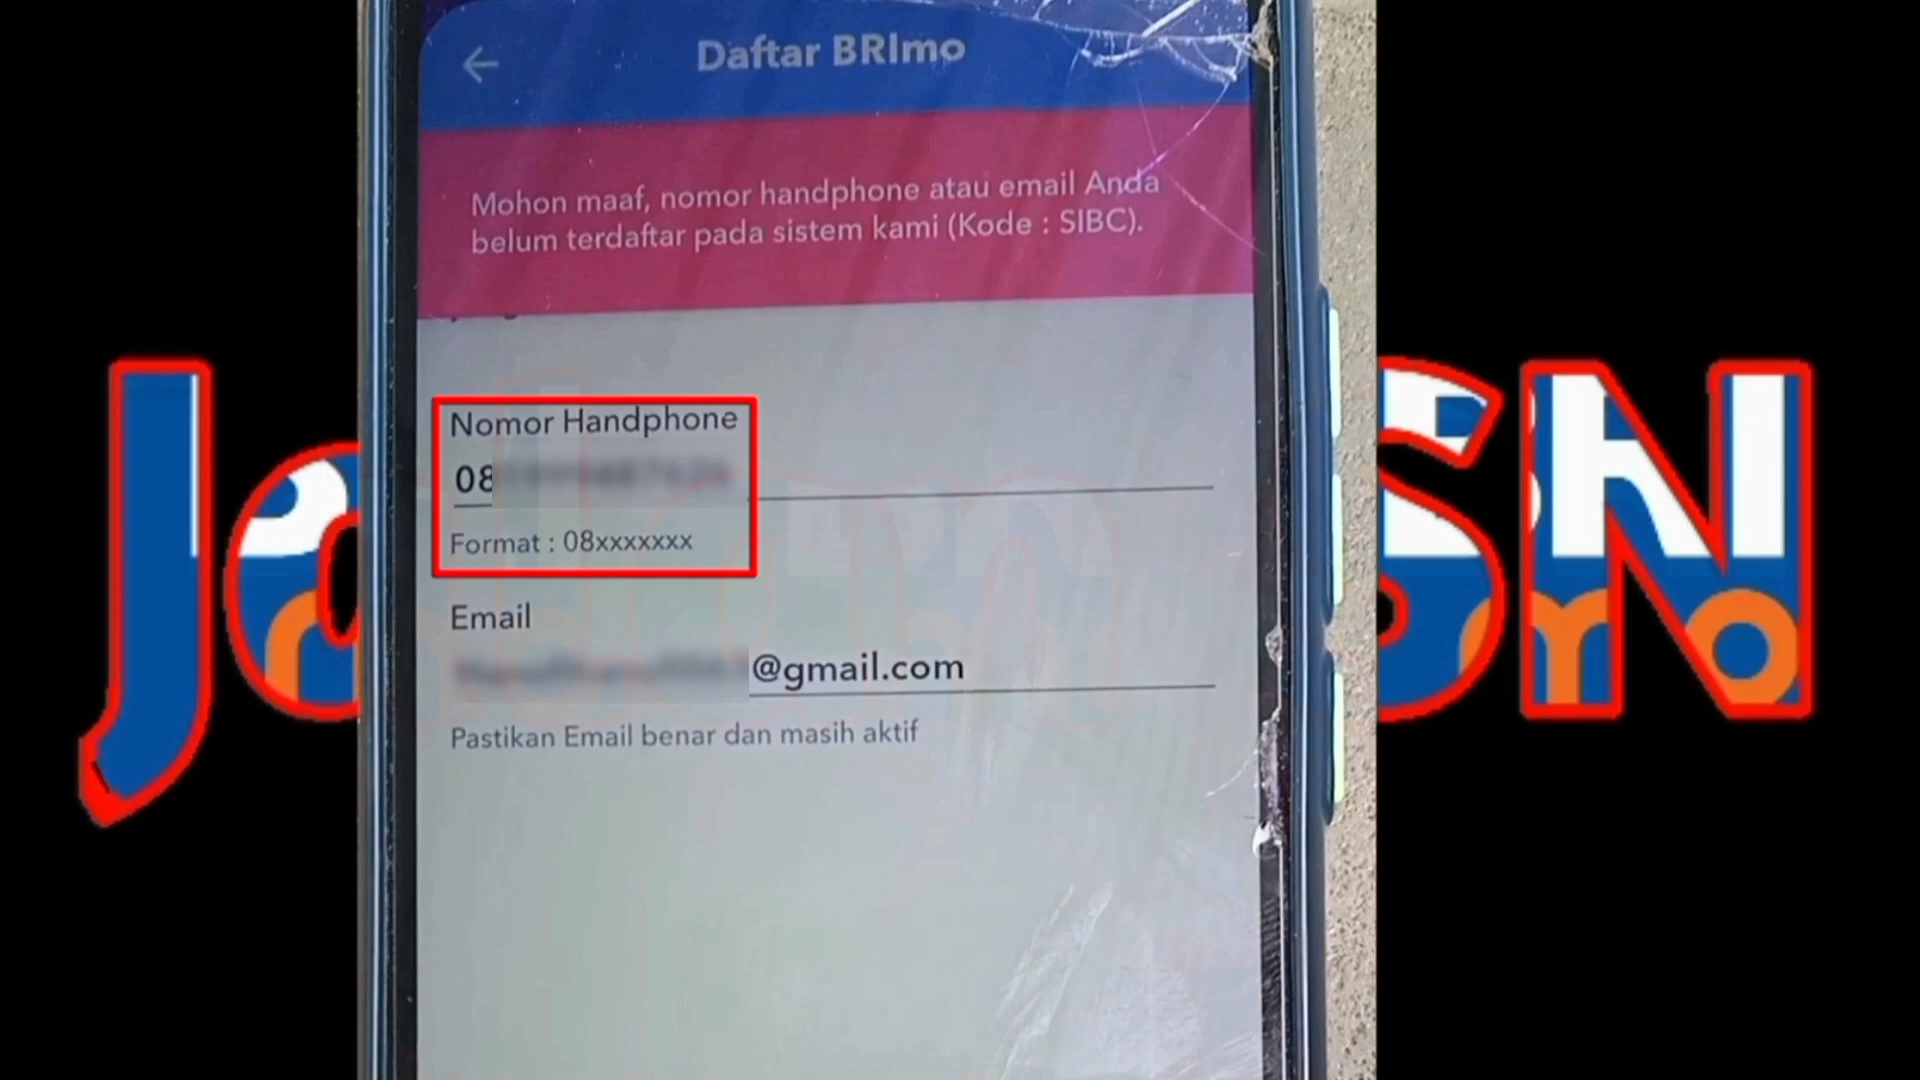 Daftar BRImo
Mohon maaf, nomor handphone atau email Anda
belum terdaftar pada sistem kami (Kode : SIBC).
Nomor Handphone
08
Format : 08xxxxxxx
Email
@gmail.com
Pastikan Email benar dan masih aktif